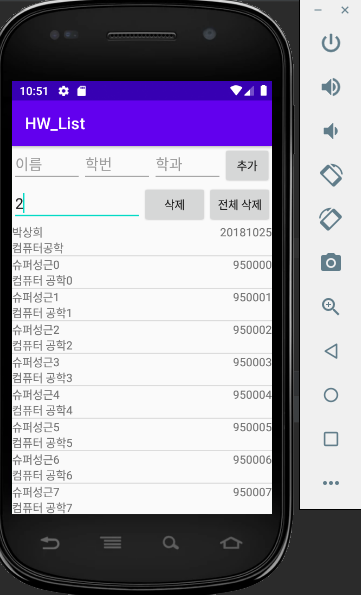 10:51
HW_List
이름 학번 학과 추가
2 삭제 전체 삭제
박상희 20181025
컴퓨터공학
슈퍼성근0 950000
컴퓨터 공학0
슈퍼성근1 950001
컴퓨터 공학1
슈퍼성근2 950002
컴퓨터 공학2
슈퍼성근3 950003
컴퓨터 공학3
슈퍼성근4 950004
컴퓨터 공학4
슈퍼성근5 950005
컴퓨터 공학5
슈퍼성근6 950006
컴퓨터 공학6
슈퍼성근7 950007
컴퓨터 공학7